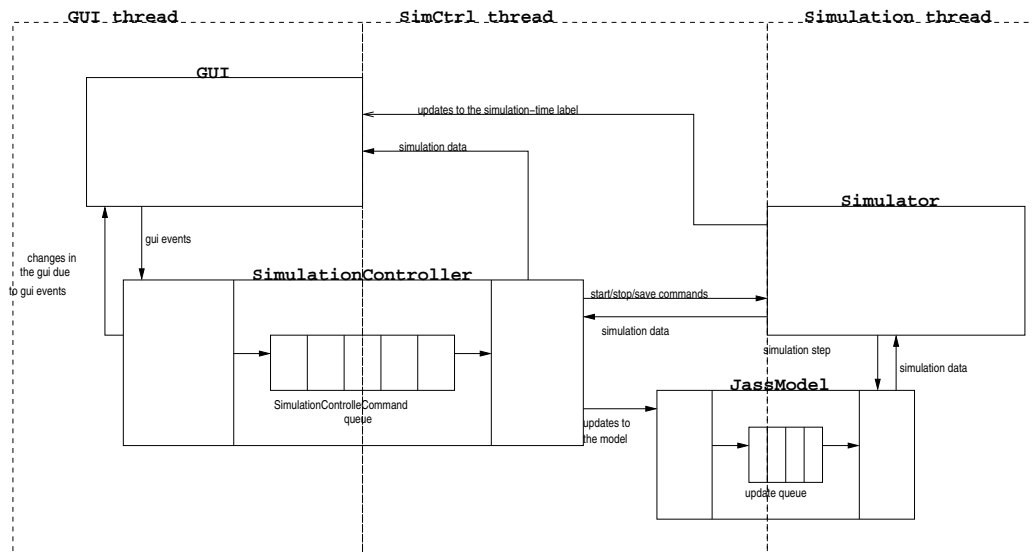 GUI thread
SimCtrl thread
Simulation thread
GUI
updates to the simulation-time label
simulation data
Simulator
gui events
changes in
the gui due
to gui events
SimulationController
start/stop/save commands
simulation data
simulation step
simulation data
JassModel
SimulationControlleCommand
queue
updates to
the model
update queue